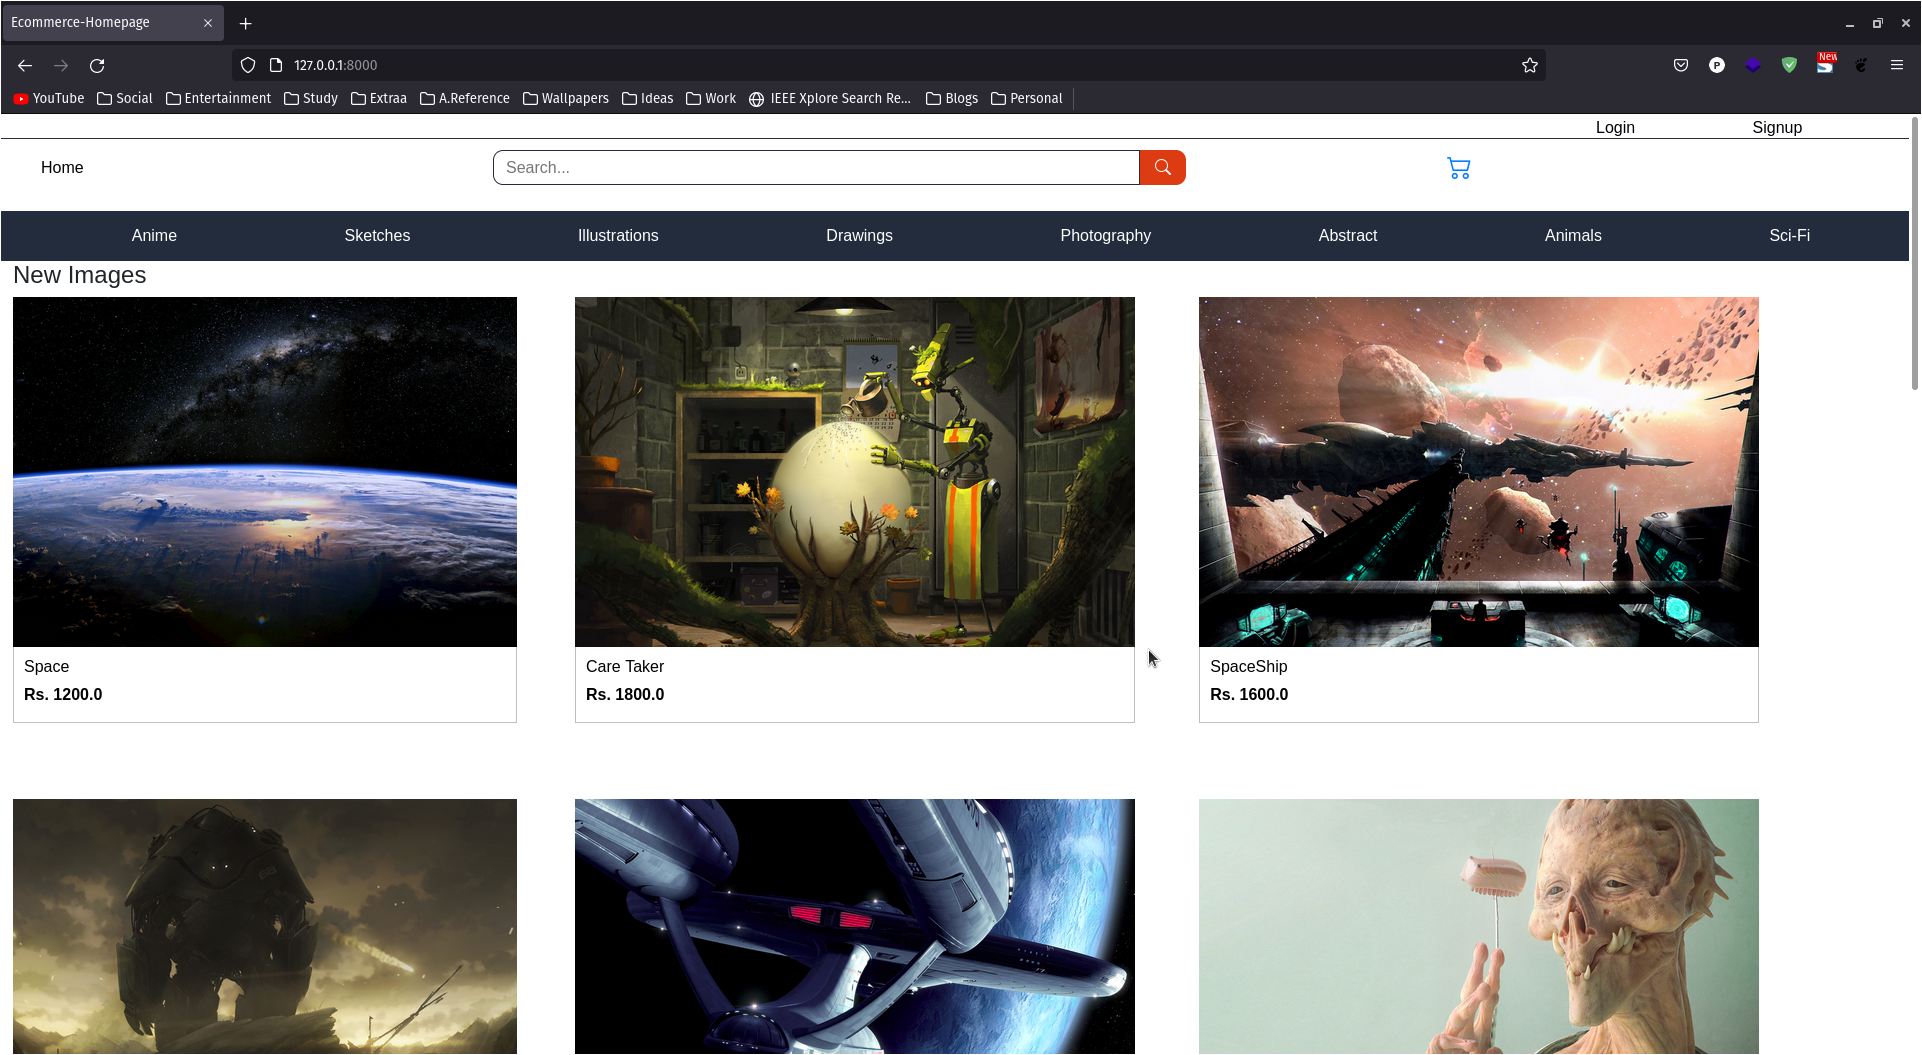 Ecommerce-Homepage
127.0.0.1:8000
P
New
YouTube Social Entertainment Study Extraa A.Reference Wallpapers Ideas Work IEEE Xplore Search Re... Blogs Personal
Login Signup
Home Search...
Anime Sketches Illustrations Drawings Photography Abstract Animals Sci-Fi
New Images
Space Care Taker SpaceShip
Rs. 1200.0 Rs. 1800.0 Rs. 1600.0